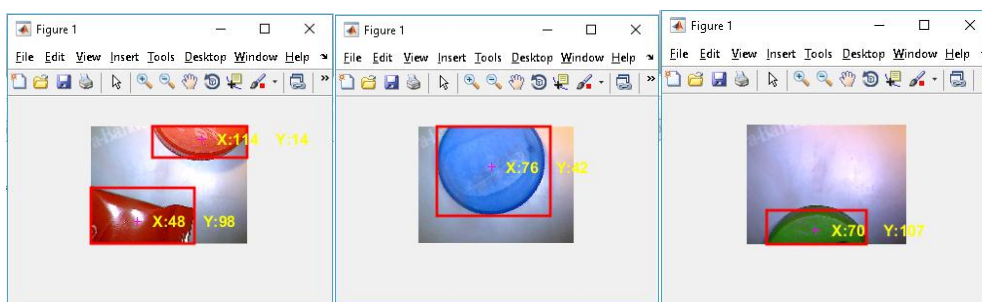 Figure 1
File Edit View Insert Tools Desktop Window Help
X:114 Y:14
X:48 Y:98
Figure 1
File Edit View Insert Tools Desktop Window Help
X:76 Y:42
Figure 1
File Edit View Insert Tools Desktop Window Help
X:70 Y:107